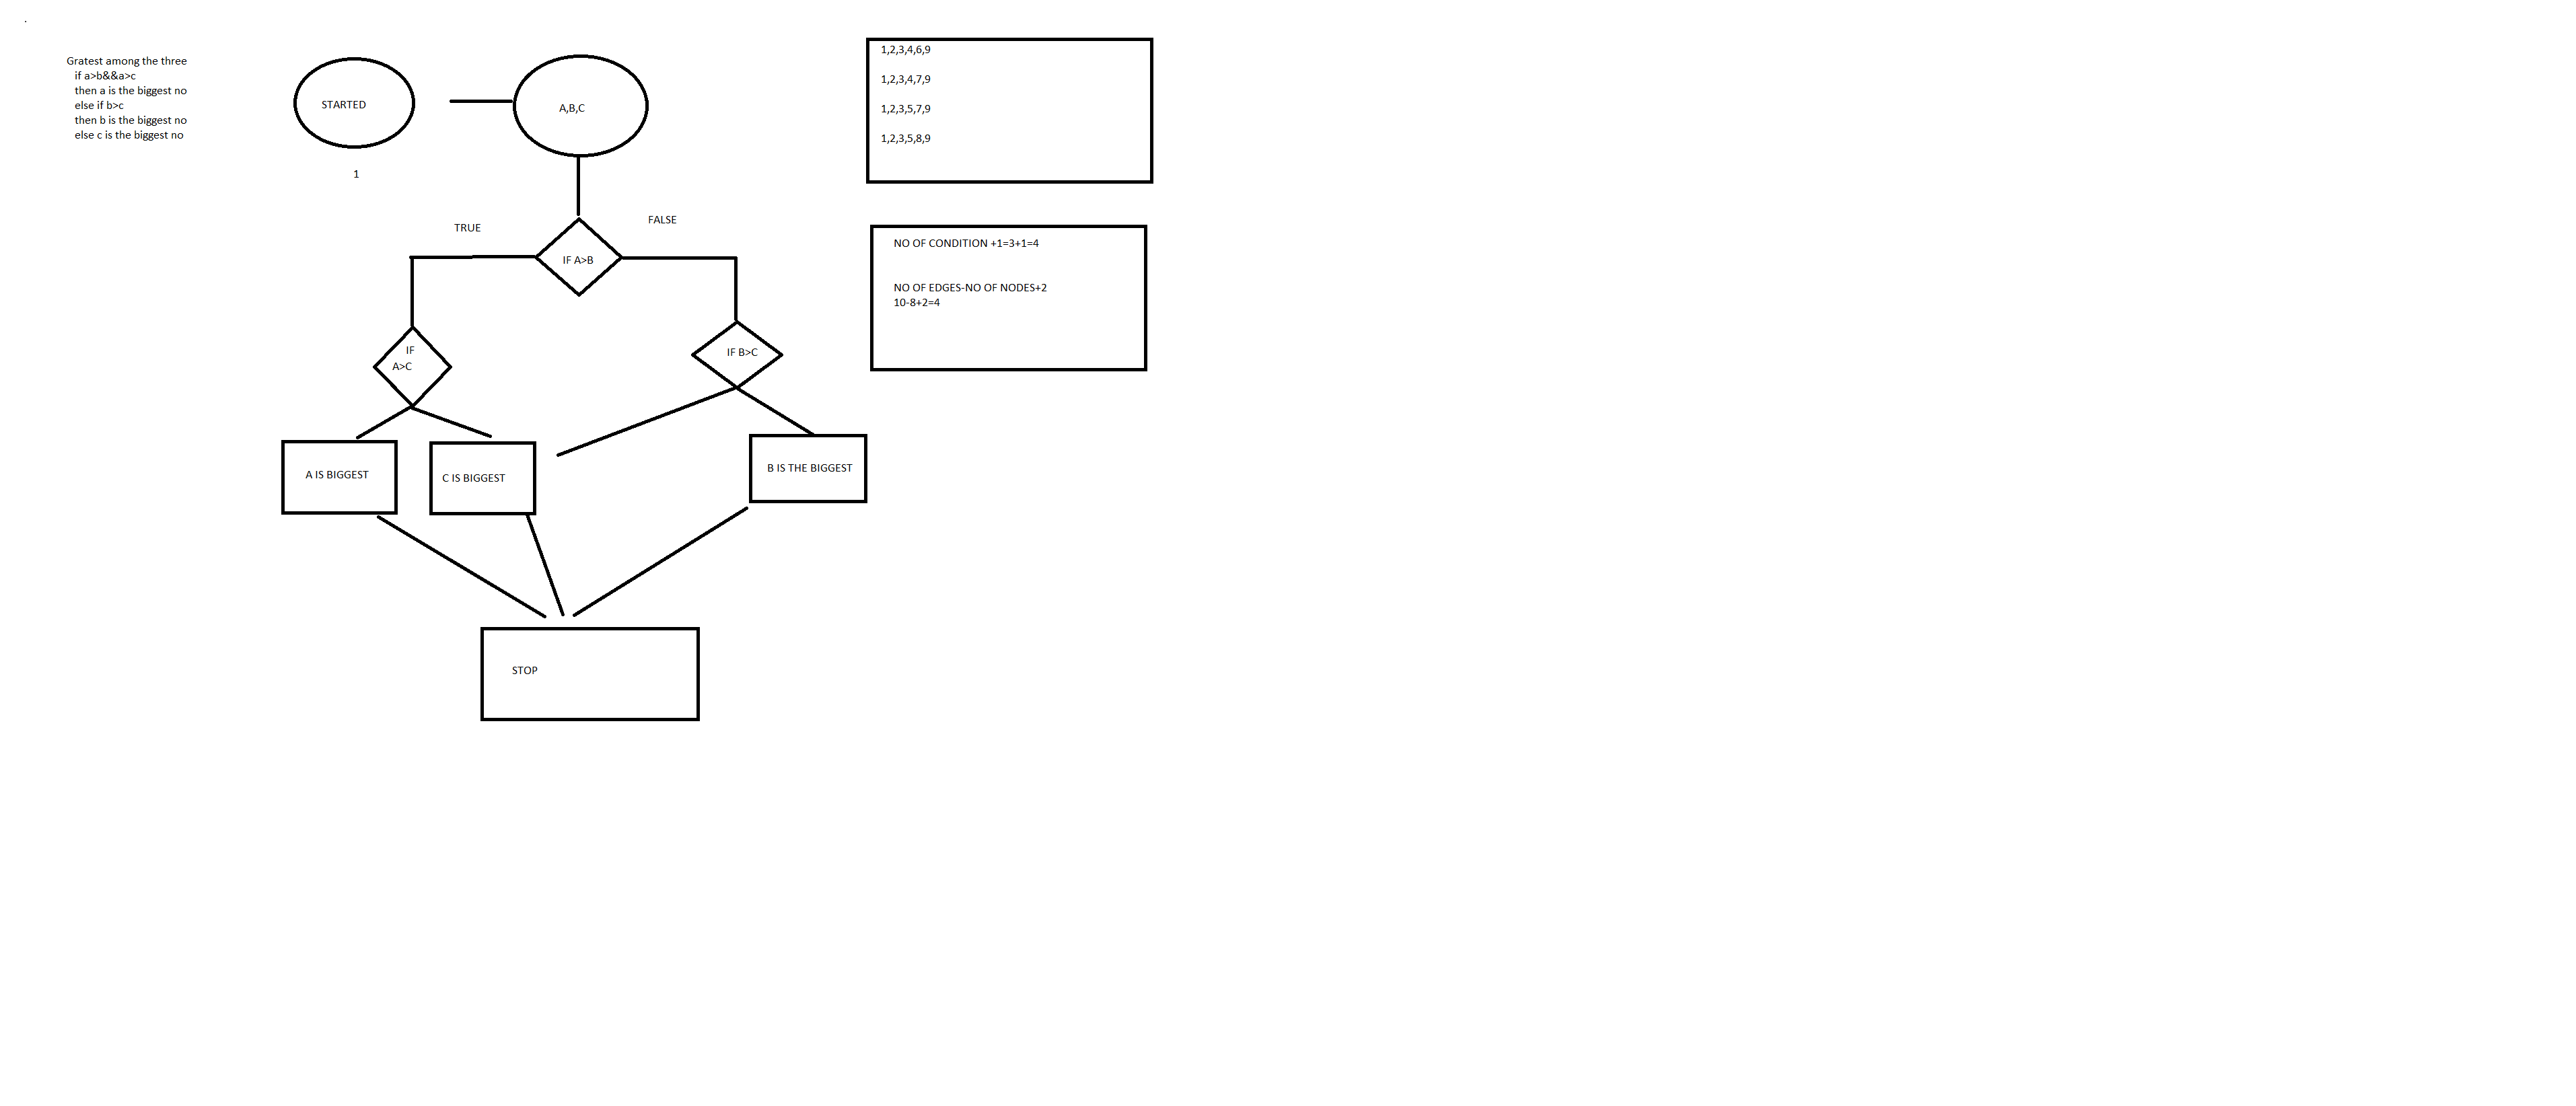 Gratest among the three
if a>b&&a>c
then a is the biggest no
else if b>c
then b is the biggest no
else c is the biggest no
STARTED
1
A,B,C
TRUE
FALSE
IF A>B
IF
A>C
IF B>C
A IS BIGGEST
C IS BIGGEST
B IS THE BIGGEST
STOP
1,2,3,4,6,9
1,2,3,4,7,9
1,2,3,5,7,9
1,2,3,5,8,9
NO OF CONDITION +1=3+1=4
NO OF EDGES-NO OF NODES+2
10-8+2=4